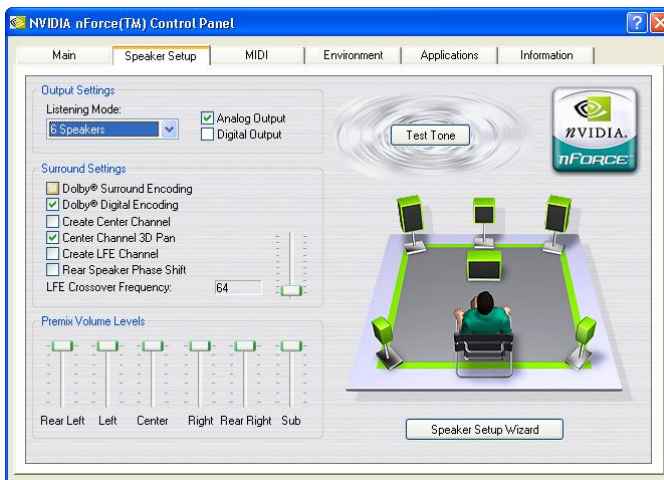 NVIDIA nForce(TM) Control Panel
Main
Speaker Setup
MIDI
Environment
Applications
Information
Output Settings
Listening Mode:
6 Speakers
Analog Output
Digital Output
Test Tone
nVIDIA.
nFORCE
Surround Settings
Dolby® Surround Encoding
Dolby® Digital Encoding
Create Center Channel
Center Channel 3D Pan
Create LFE Channel
Rear Speaker Phase Shift
LFE Crossover Frequency:
64
Premix Volume Levels
Rear Left
Left
Center
Right
Rear Right
Sub
Speaker Setup Wizard